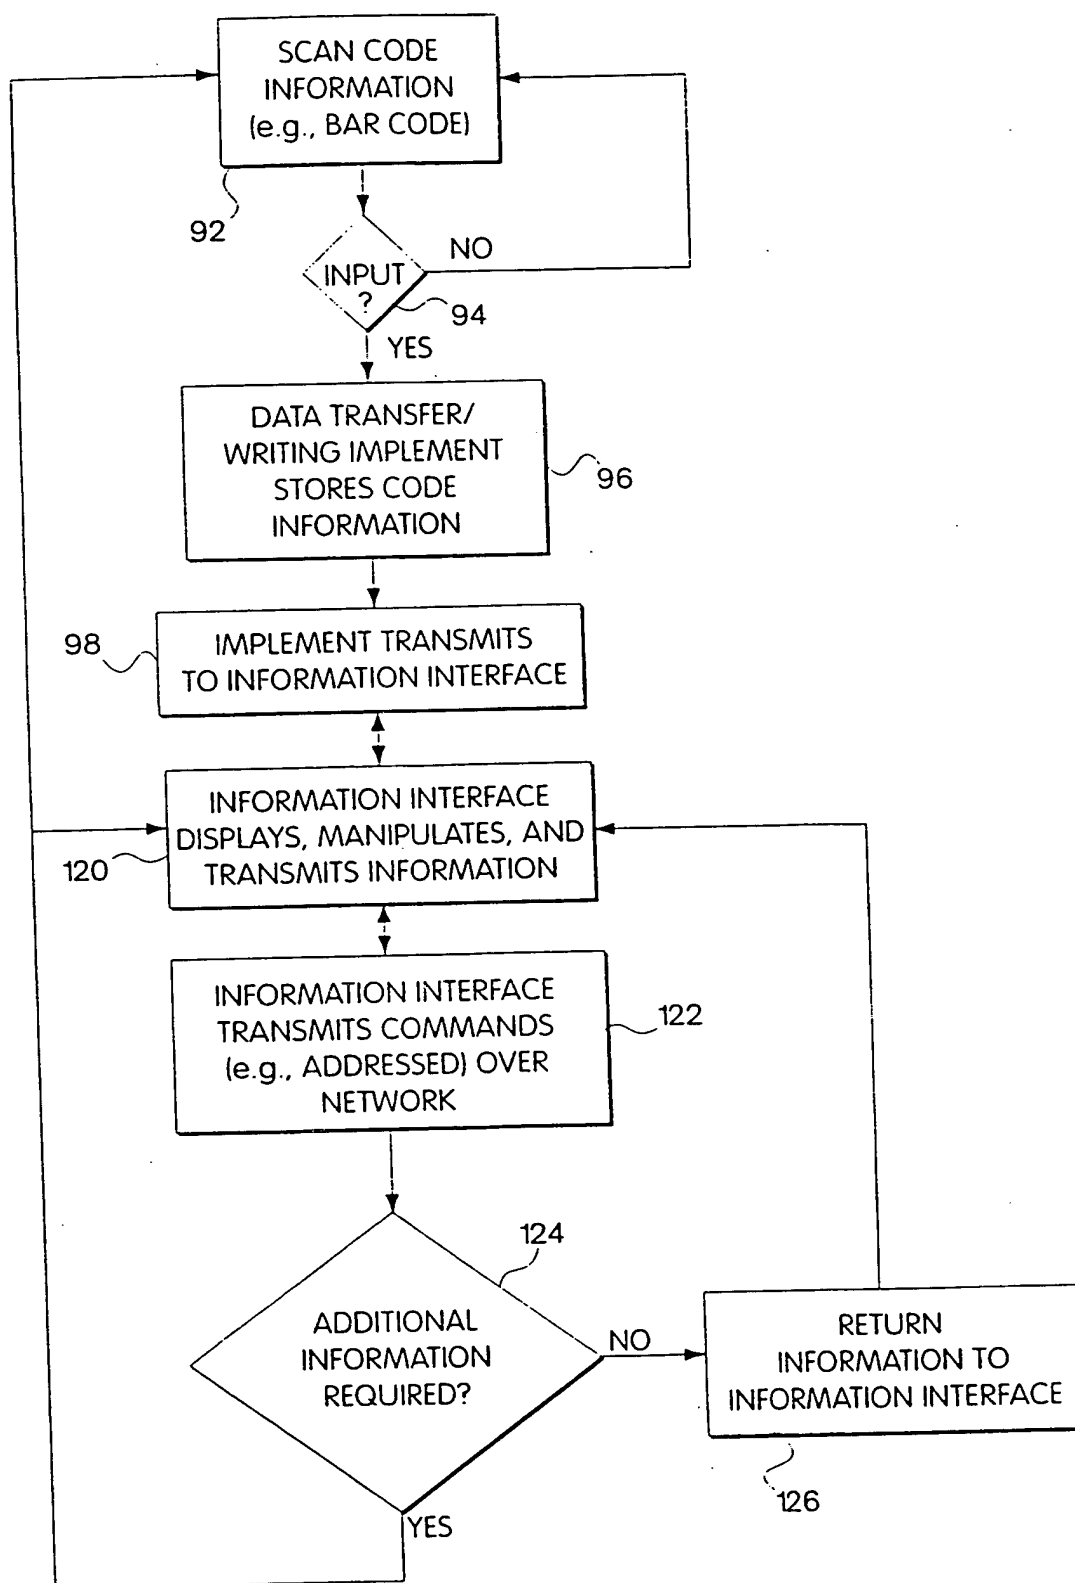 SCAN CODE
INFORMATION
(e.g., BAR CODE)
92
NO
INPUT
?
94
YES
DATA TRANSFER/
WRITING IMPLEMENT
STORES CODE
INFORMATION
96
98
IMPLEMENT TRANSMITS
TO INFORMATION INTERFACE
INFORMATION INTERFACE
DISPLAYS, MANIPULATES, AND
TRANSMITS INFORMATION
120
INFORMATION INTERFACE
TRANSMITS COMMANDS
(e.g., ADDRESSED) OVER
NETWORK
122
124
ADDITIONAL
INFORMATION
REQUIRED?
NO
RETURN
INFORMATION TO
INFORMATION INTERFACE
126
YES